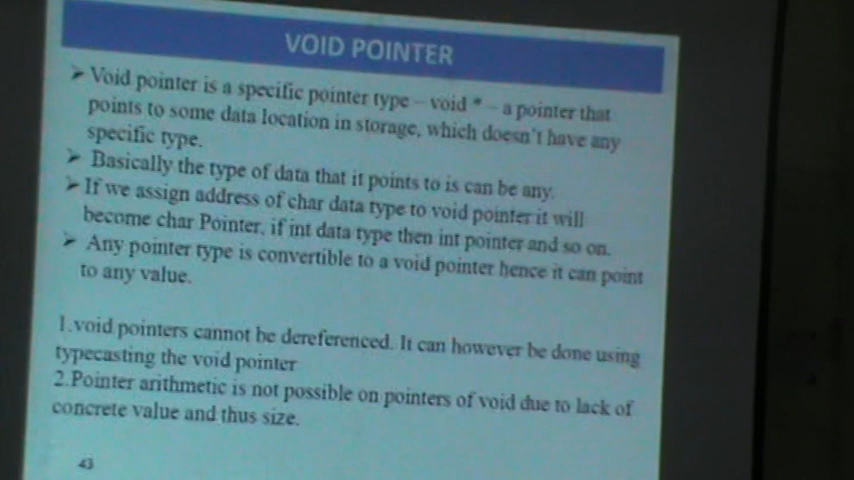 VOID POINTER
➢ Void pointer is a specific pointer type – void * – a pointer that
points to some data location in storage, which doesn't have any
specific type.
➢ Basically the type of data that it points to is can be any.
➢ If we assign address of char data type to void pointer it will
become char Pointer, if int data type then int pointer and so on.
➢ Any pointer type is convertible to a void pointer hence it can point
to any value.
1.void pointers cannot be dereferenced. It can however be done using
typecasting the void pointer
2.Pointer arithmetic is not possible on pointers of void due to lack of
concrete value and thus size.
43